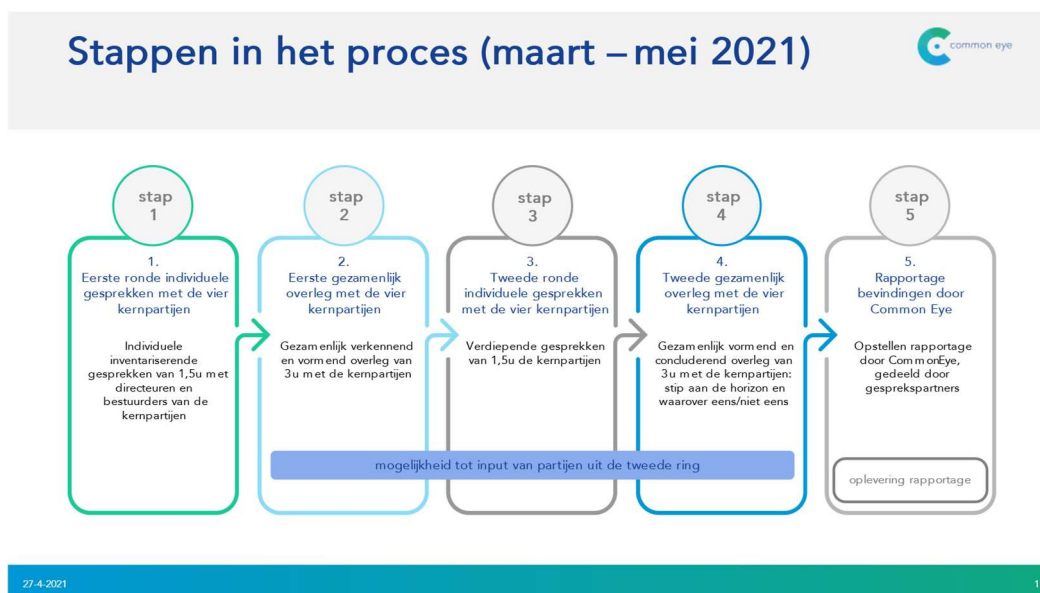 Stappen in het proces (maart – mei 2021)
common eye
stap
1
1.
Eerste ronde individuele
gesprekken met de vier
kernpartijen
Individuele
inventariserende
gesprekken van 1,5u met
directeuren en
bestuurders van de
kernpartijen
stap
2
2.
Eerste gezamenlijk
overleg met de vier
kernpartijen
Gezamenlijk verkennend
en vormend overleg van
3u met de kernpartijen
stap
3
3.
Tweede ronde
individuele gesprekken
met de vier kernpartijen
Verdiepende gesprekken
van 1,5u de kernpartijen
stap
4
4.
Tweede gezamenlijk
overleg met de vier
kernpartijen
Gezamenlijk vormend en
concluderend overleg van
3u met de kernpartijen:
stip aan de horizon en
waarover eens/niet eens
stap
5
5.
Rapportage
bevindingen door
Common Eye
Opstellen rapportage
door CommonEye,
gedeeld door
gesprekspartners
mogelijkheid tot input van partijen uit de tweede ring
oplevering rapportage
27-4-2021
1